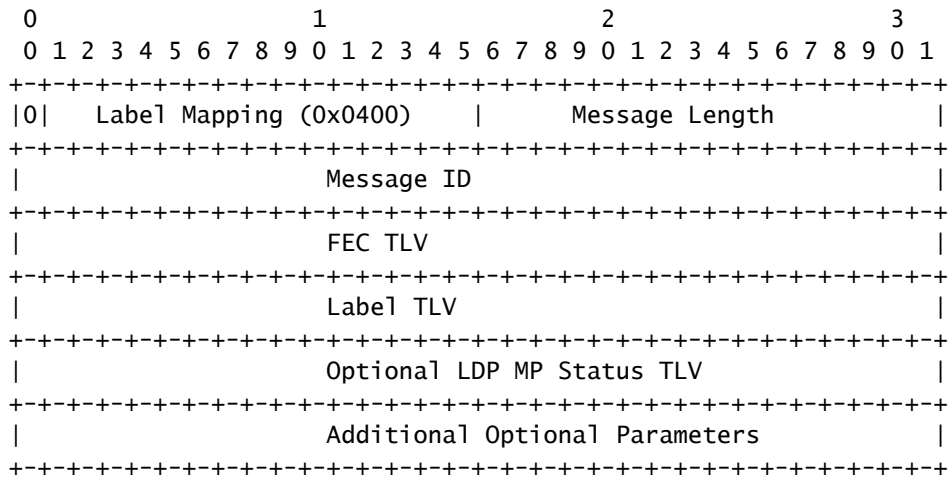 0                   1                   2                   3
 0 1 2 3 4 5 6 7 8 9 0 1 2 3 4 5 6 7 8 9 0 1 2 3 4 5 6 7 8 9 0 1
+-+-+-+-+-+-+-+-+-+-+-+-+-+-+-+-+-+-+-+-+-+-+-+-+-+-+-+-+-+-+-+-+
|0|   Label Mapping (0x0400)    |      Message Length           |
+-+-+-+-+-+-+-+-+-+-+-+-+-+-+-+-+-+-+-+-+-+-+-+-+-+-+-+-+-+-+-+-+
|                     Message ID                                |
+-+-+-+-+-+-+-+-+-+-+-+-+-+-+-+-+-+-+-+-+-+-+-+-+-+-+-+-+-+-+-+-+
|                     FEC TLV                                   |
+-+-+-+-+-+-+-+-+-+-+-+-+-+-+-+-+-+-+-+-+-+-+-+-+-+-+-+-+-+-+-+-+
|                     Label TLV                                 |
+-+-+-+-+-+-+-+-+-+-+-+-+-+-+-+-+-+-+-+-+-+-+-+-+-+-+-+-+-+-+-+-+
|                     Optional LDP MP Status TLV                |
+-+-+-+-+-+-+-+-+-+-+-+-+-+-+-+-+-+-+-+-+-+-+-+-+-+-+-+-+-+-+-+-+
|                     Additional Optional Parameters            |
+-+-+-+-+-+-+-+-+-+-+-+-+-+-+-+-+-+-+-+-+-+-+-+-+-+-+-+-+-+-+-+-+